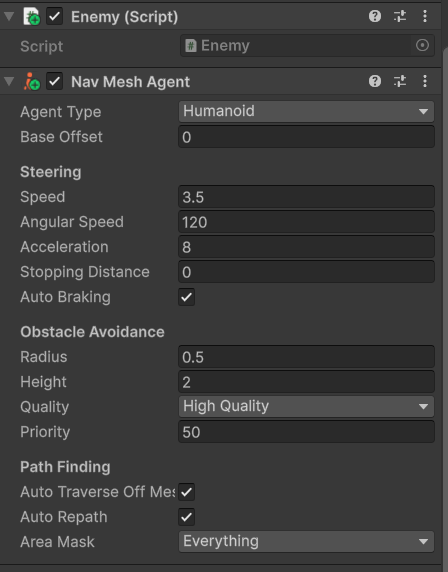 Enemy (Script)
Script Enemy
Nav Mesh Agent
Agent Type Humanoid
Base Offset 0
Steering
Speed 3.5
Angular Speed 120
Acceleration 8
Stopping Distance 0
Auto Braking
Obstacle Avoidance
Radius 0.5
Height 2
Quality High Quality
Priority 50
Path Finding
Auto Traverse Off Mes
Auto Repath
Area Mask Everything